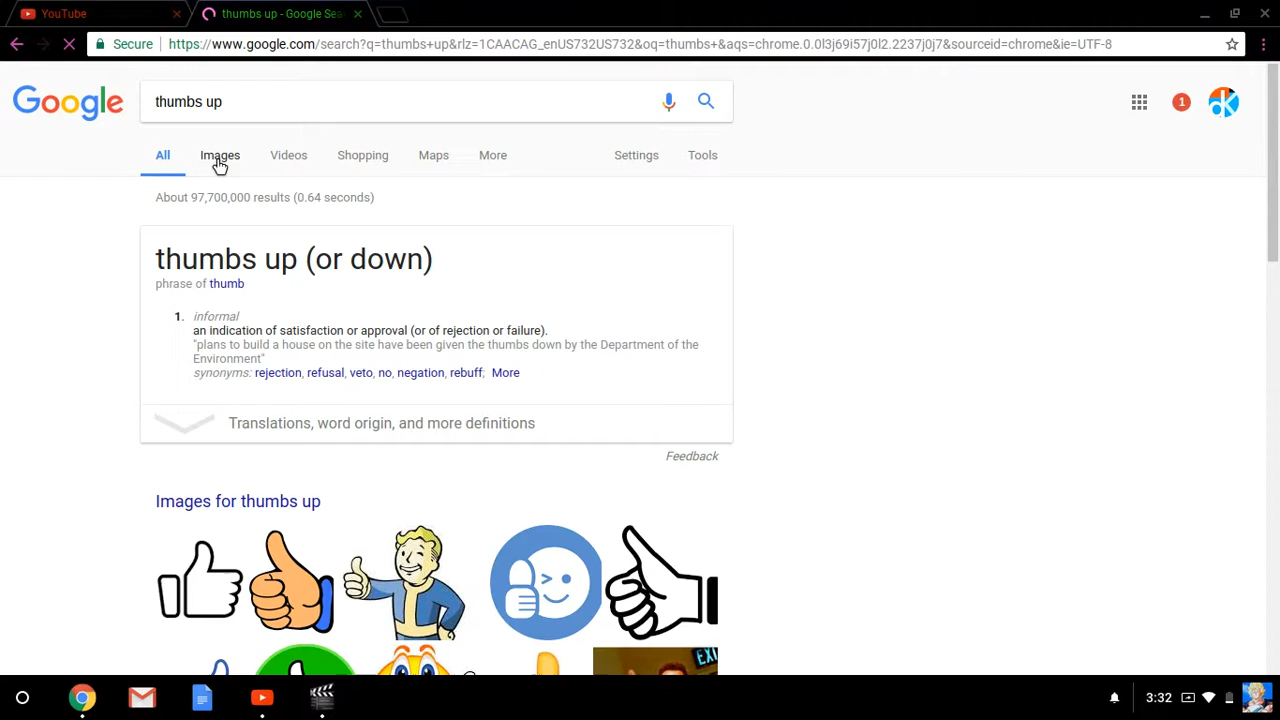 YouTube
thumbs up - Google Sea
Secure https://www.google.com/search?q=thumbs+up&rlz=1CAACAG_enUS732US732&oq=thumbs+&aqs=chrome.0.0l3j69i57j0l2.2237j0j7&sourceid=chrome&ie=UTF-8
Google
thumbs up
1
All Images Videos Shopping Maps More Settings Tools
About 97,700,000 results (0.64 seconds)
thumbs up (or down)
phrase of thumb
1. informal
an indication of satisfaction or approval (or of rejection or failure).
"plans to build a house on the site have been given the thumbs down by the Department of the
Environment"
synonyms: rejection, refusal, veto, no, negation, rebuff; More
Translations, word origin, and more definitions
Feedback
Images for thumbs up
EXI
3:32